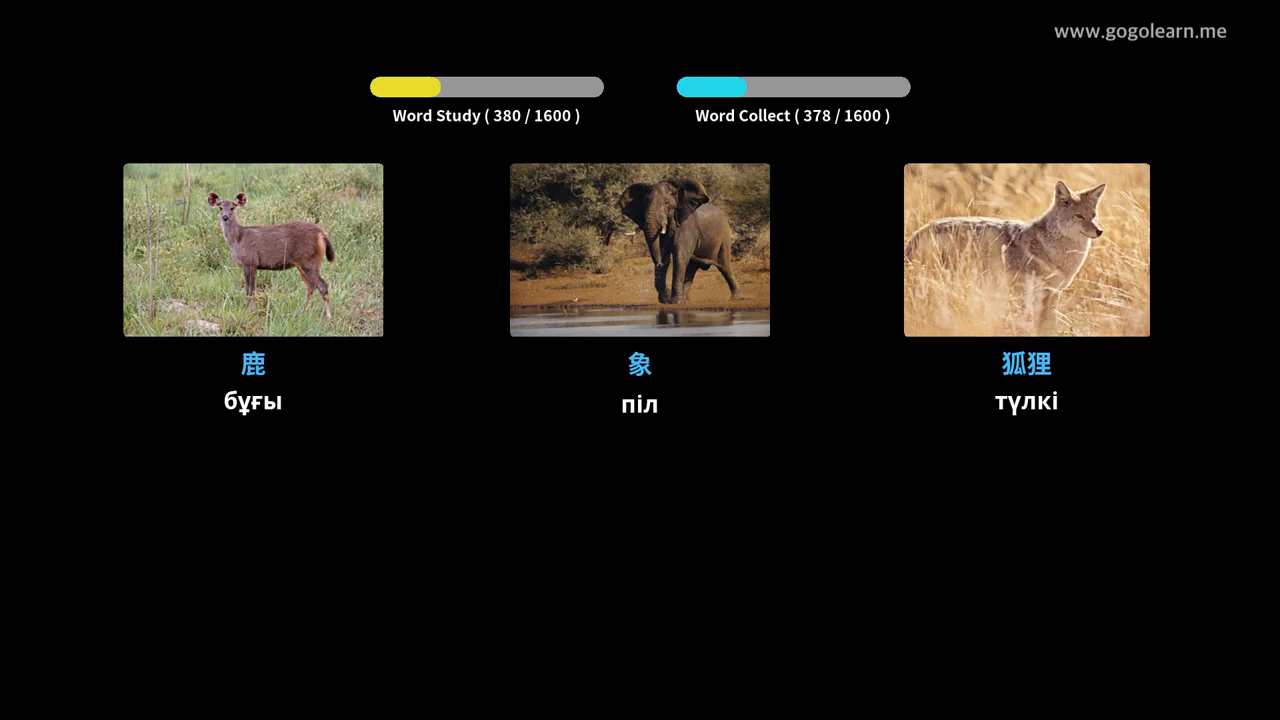 www.gogolearn.me
Word Study ( 380 / 1600 )
Word Collect ( 378 / 1600 )
鹿
象
狐狸
бұғы
піл
түлкі